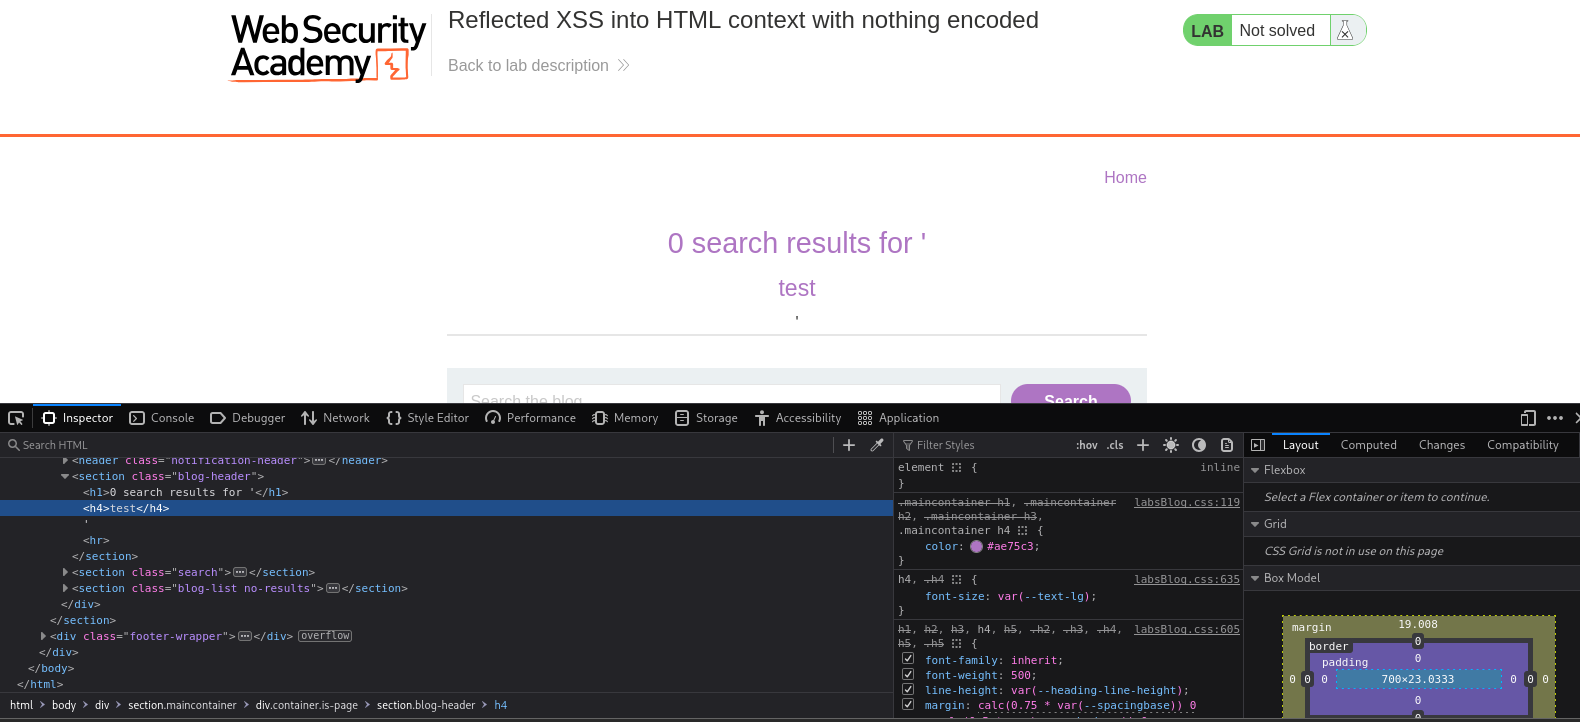 Web Security
Academy
Reflected XSS into HTML context with nothing encoded
Back to lab description
LAB Not solved
Home
0 search results for '
test
'
Search the blog
Search
Inspector Console Debugger Network Style Editor Performance Memory Storage Accessibility Application
Search HTML
<header class="notification-header"></header>
<section class="blog-header">
<h1>0 search results for '</h1>
<h4>test</h4>
'
<hr>
</section>
<section class="search"></section>
<section class="blog-list no-results"></section>
</div>
</section>
<div class="footer-wrapper"></div> overflow
</div>
</body>
</html>
html body div section.maincontainer div.container.is-page section.blog-header h4
Filter Styles :hov .cls
element { inline
}
.maincontainer h1, .maincontainer labsBlog.css:119
h2, .maincontainer h3,
.maincontainer h4 {
color: #ae75c3;
}
h4, .h4 { labsBlog.css:635
font-size: var(--text-lg);
}
h1, h2, h3, h4, h5, .h2, .h3, .h4, labsBlog.css:605
h5, .h5 {
font-family: inherit;
font-weight: 500;
line-height: var(--heading-line-height);
margin: calc(0.75 * var(--spacingbase)) 0
Layout Computed Changes Compatibility
Flexbox
Select a Flex container or item to continue.
Grid
CSS Grid is not in use on this page
Box Model
margin 19.008
border 0
padding 0
0 0 0 700×23.0333 0 0 0
0
0